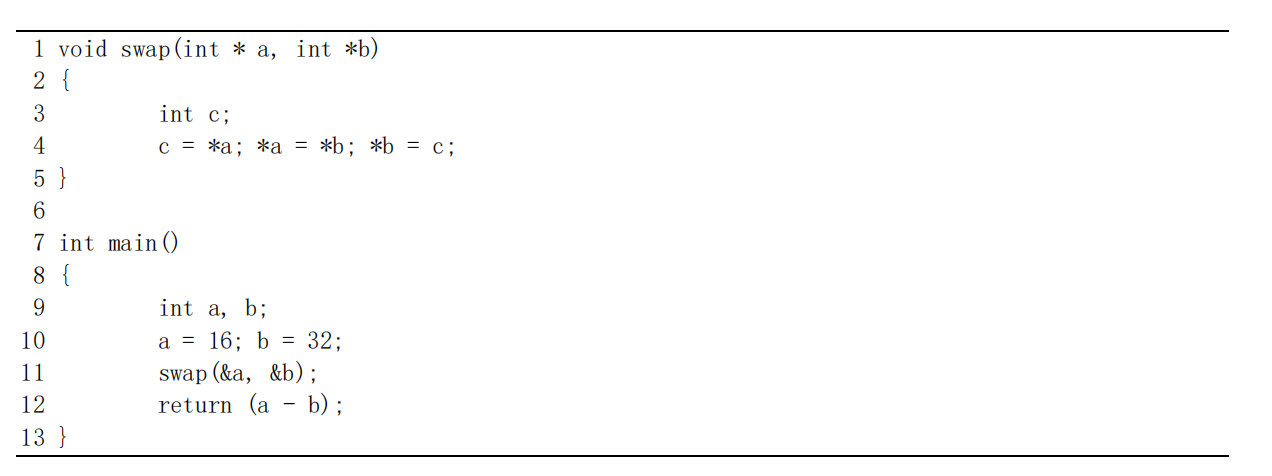 1 void swap(int * a, int *b)
2 {
3 int c;
4 c = *a; *a = *b; *b = c;
5 }
6
7 int main()
8 {
9 int a, b;
10 a = 16; b = 32;
11 swap(&a, &b);
12 return (a - b);
13 }